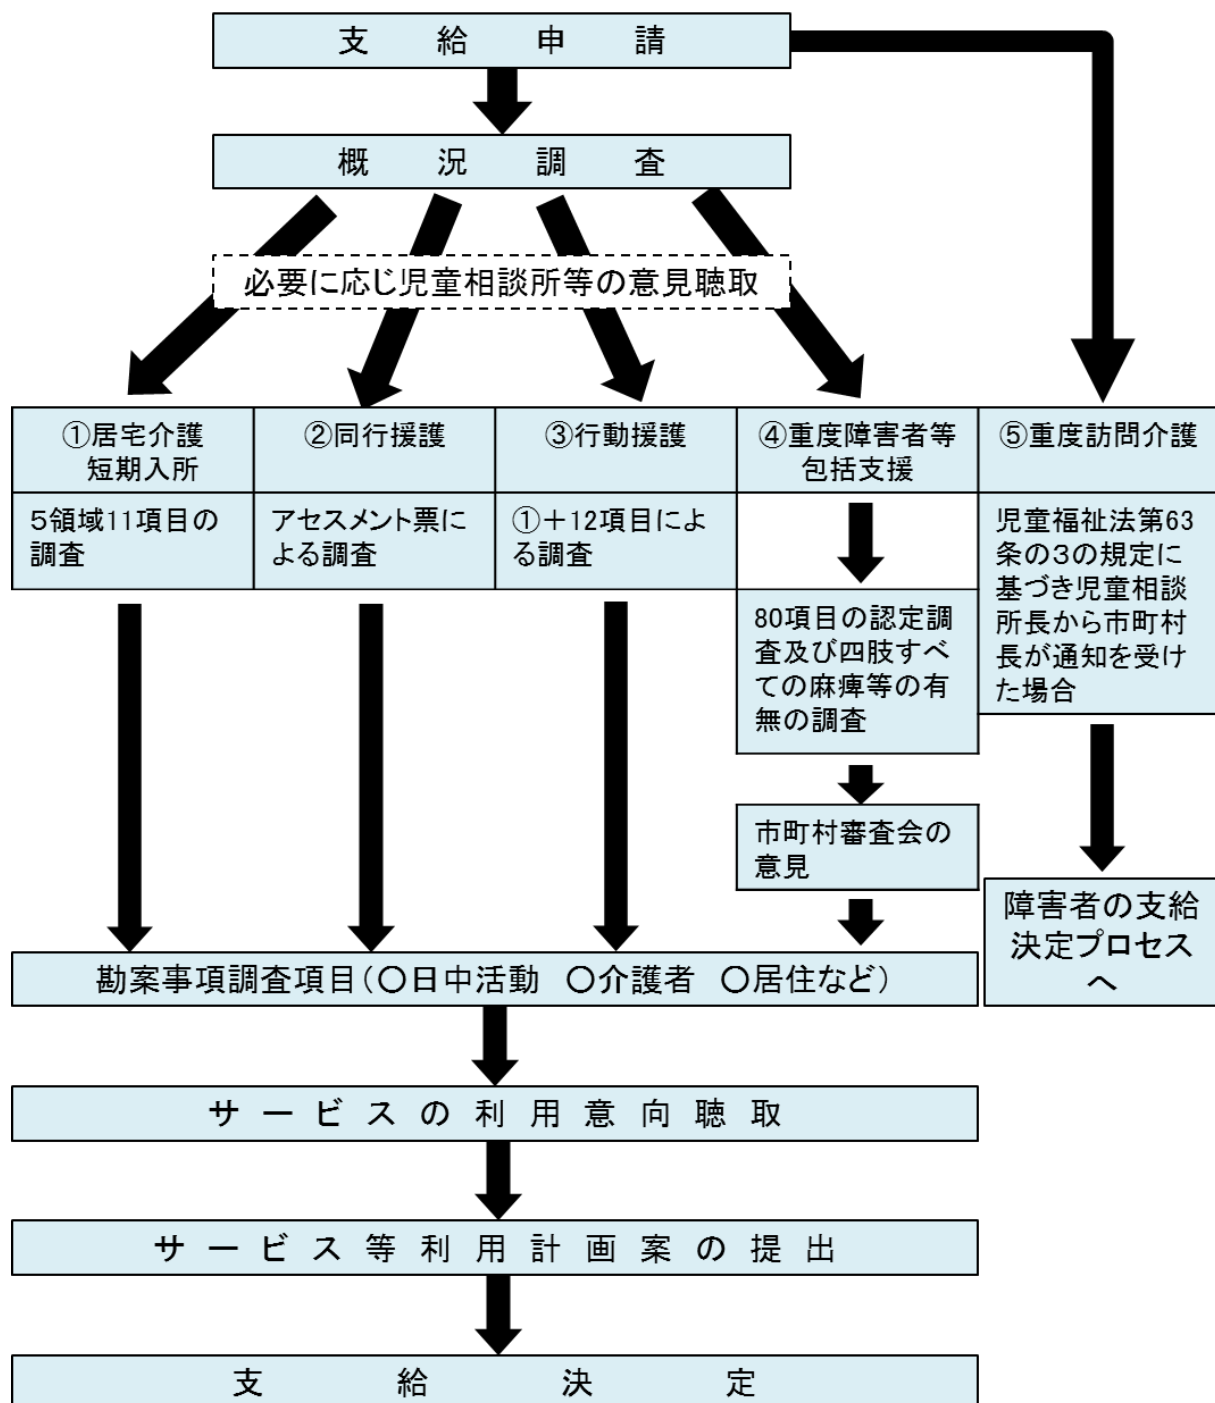 支給申請
概況調査
必要に応じ児童相談所等の意見聴取
①居宅介護
短期入所
5領域11項目の
調査
②同行援護
アセスメント票に
よる調査
③行動援護
①+12項目によ
る調査
④重度障害者等
包括支援
80項目の認定調
査及び四肢すべ
ての麻痺等の有
無の調査
市町村審査会の
意見
⑤重度訪問介護
児童福祉法第63
条の3の規定に
基づき児童相談
所長から市町村
長が通知を受け
た場合
障害者の支給
決定プロセス
へ
勘案事項調査項目(〇日中活動 〇介護者 〇居住など)
サービスの利用意向聴取
サービス等利用計画案の提出
支給決定